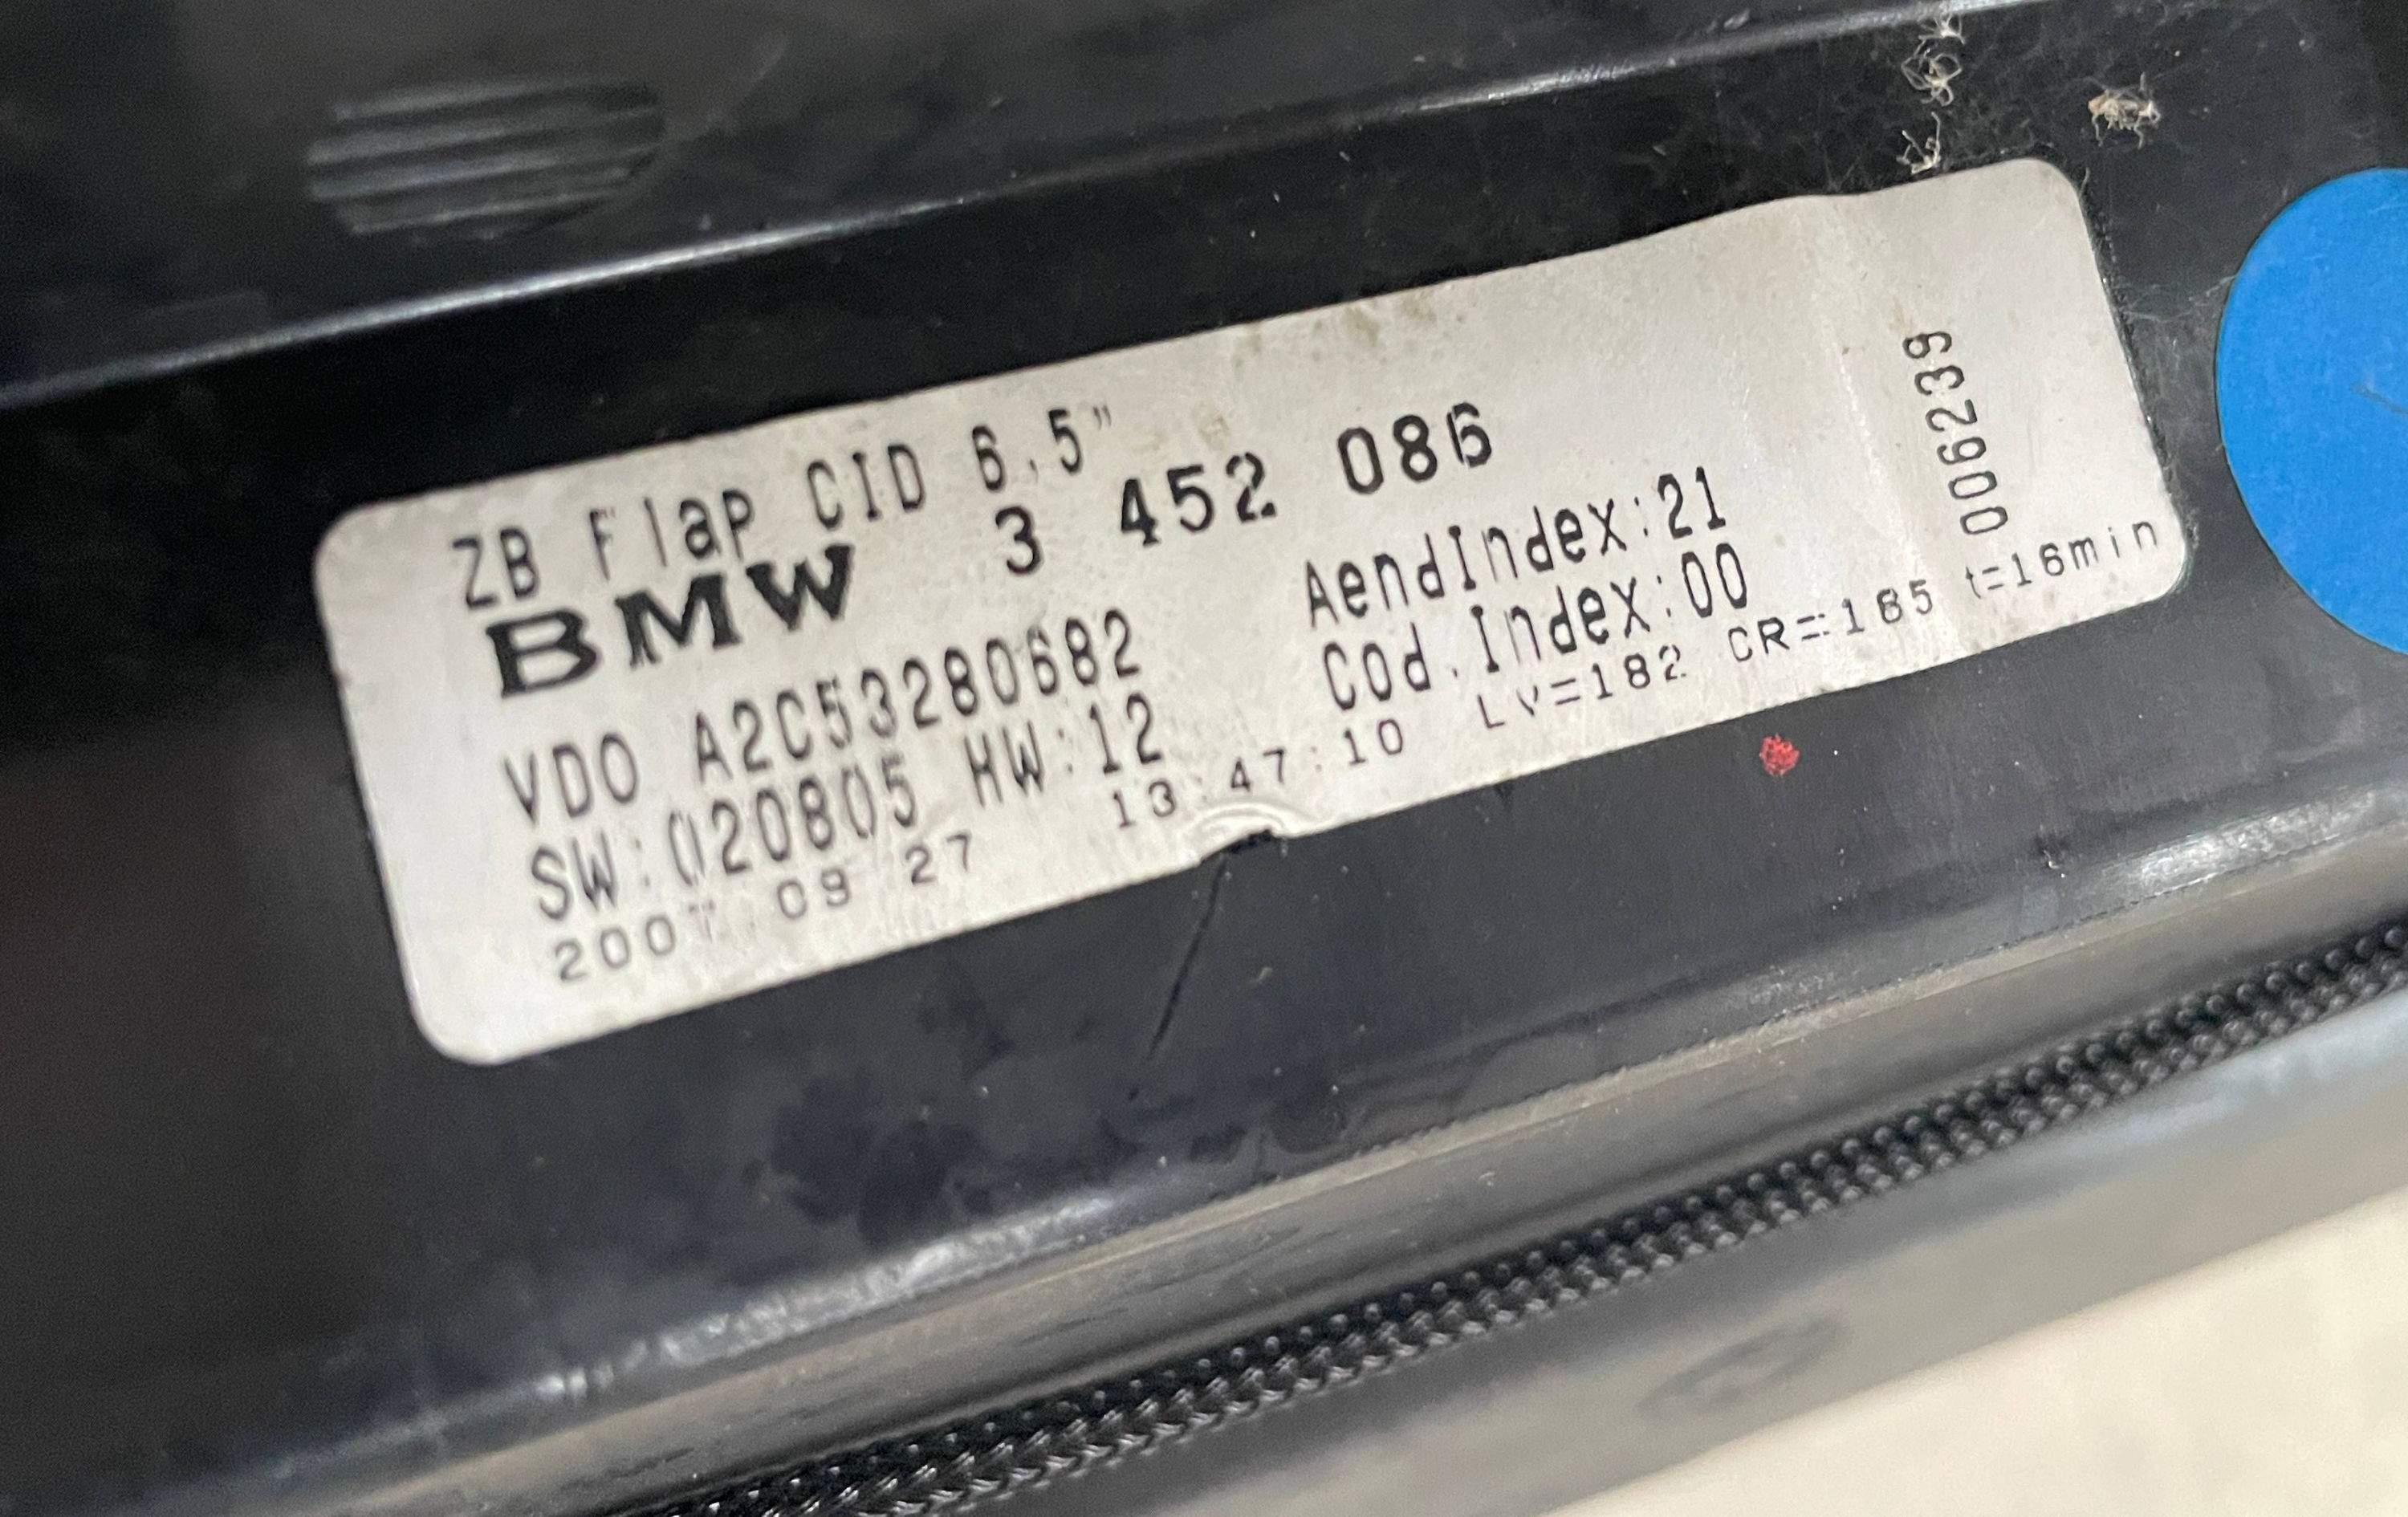 ZB Flap CID 6.5"
BMW 3 452 086
VDO A2C53280682 AendIndex:21
SW:020805 HW:12 Cod.Index:00
2007 09 27 13:47:10 LV=182 CR=165 t=16min
006239